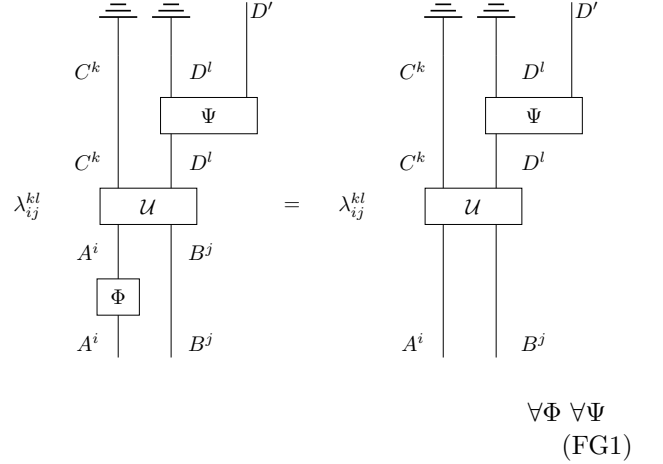 D′ D′
C^k D^l C^k D^l
Ψ Ψ
C^k D^l C^k D^l
λ_{ij}^{kl} 𝒰 = λ_{ij}^{kl} 𝒰
A^i B^j
Φ
A^i B^j A^i B^j
∀Φ ∀Ψ
(FG1)